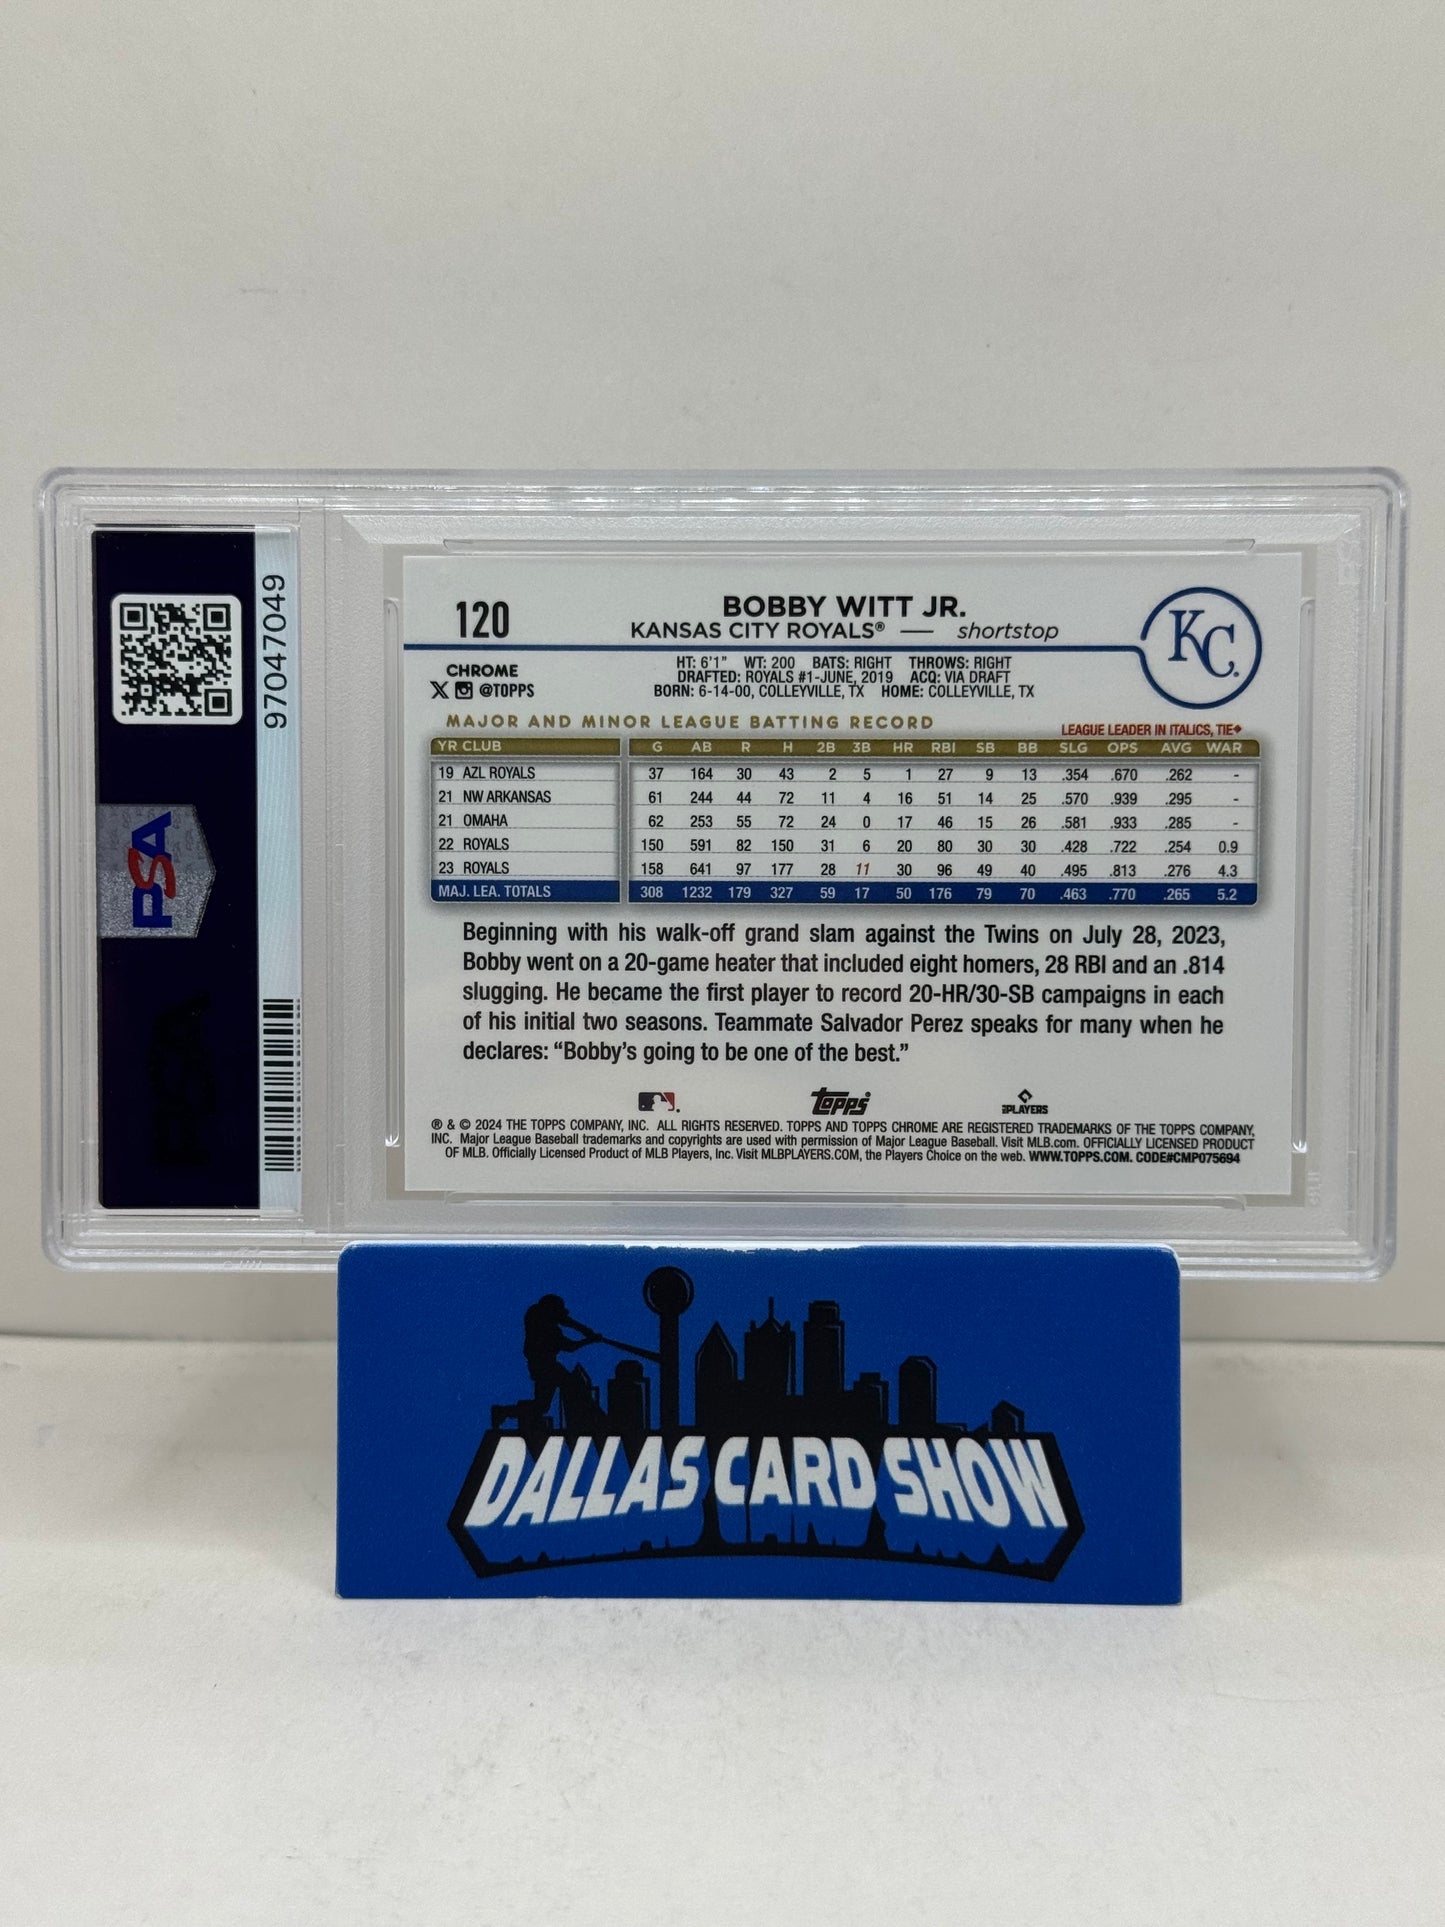 97047049
PSA
120
BOBBY WITT JR.
KANSAS CITY ROYALS® — shortstop
KC.
CHROME
X @TOPPS
HT: 6'1" WT: 200 BATS: RIGHT THROWS: RIGHT
DRAFTED: ROYALS #1-JUNE, 2019 ACQ: VIA DRAFT
BORN: 6-14-00, COLLEYVILLE, TX HOME: COLLEYVILLE, TX
MAJOR AND MINOR LEAGUE BATTING RECORD
LEAGUE LEADER IN ITALICS, TIE◆
YR CLUB G AB R H 2B 3B HR RBI SB BB SLG OPS AVG WAR
19 AZL ROYALS 37 164 30 43 2 5 1 27 9 13 .354 .670 .262 -
21 NW ARKANSAS 61 244 44 72 11 4 16 51 14 25 .570 .939 .295 -
21 OMAHA 62 253 55 72 24 0 17 46 15 26 .581 .933 .285 -
22 ROYALS 150 591 82 150 31 6 20 80 30 30 .428 .722 .254 0.9
23 ROYALS 158 641 97 177 28 11 30 96 49 40 .495 .813 .276 4.3
MAJ. LEA. TOTALS 308 1232 179 327 59 17 50 176 79 70 .463 .770 .265 5.2
Beginning with his walk-off grand slam against the Twins on July 28, 2023,
Bobby went on a 20-game heater that included eight homers, 28 RBI and an .814
slugging. He became the first player to record 20-HR/30-SB campaigns in each
of his initial two seasons. Teammate Salvador Perez speaks for many when he
declares: “Bobby’s going to be one of the best.”
Topps
PLAYERS
® & © 2024 THE TOPPS COMPANY, INC. ALL RIGHTS RESERVED. TOPPS AND TOPPS CHROME ARE REGISTERED TRADEMARKS OF THE TOPPS COMPANY,
INC. Major League Baseball trademarks and copyrights are used with permission of Major League Baseball. Visit MLB.com. OFFICIALLY LICENSED PRODUCT
OF MLB. Officially Licensed Product of MLB Players, Inc. Visit MLBPLAYERS.COM, the Players Choice on the web. WWW.TOPPS.COM. CODE#CMP075694
DALLAS CARD SHOW